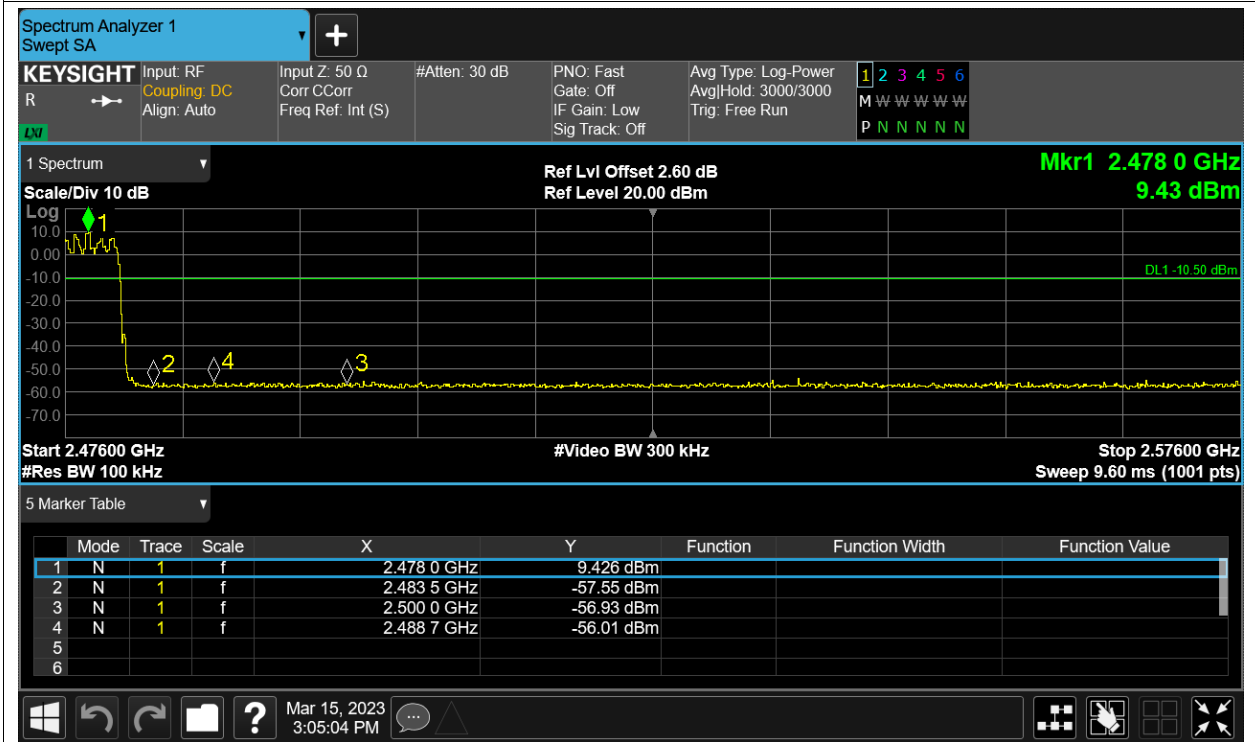 Spectrum Analyzer 1
Swept SA
+
KEYSIGHT Input: RF Input Z: 50 Ω #Atten: 30 dB PNO: Fast Avg Type: Log-Power 1 2 3 4 5 6
R Coupling: DC Corr CCorr Gate: Off Avg|Hold: 3000/3000 M W W W W W
Align: Auto Freq Ref: Int (S) IF Gain: Low Trig: Free Run
LXI Sig Track: Off P N N N N N
1 Spectrum Ref Lvl Offset 2.60 dB Mkr1 2.478 0 GHz
Scale/Div 10 dB Ref Level 20.00 dBm 9.43 dBm
Log
1
10.0
0.00
DL1 -10.50 dBm
-10.0
-20.0
-30.0
-40.0
2 4 3
-50.0
-60.0
-70.0
Start 2.47600 GHz #Video BW 300 kHz Stop 2.57600 GHz
#Res BW 100 kHz Sweep 9.60 ms (1001 pts)
5 Marker Table
Mode Trace Scale X Y Function Function Width Function Value
1 N 1 f 2.478 0 GHz 9.426 dBm
2 N 1 f 2.483 5 GHz -57.55 dBm
3 N 1 f 2.500 0 GHz -56.93 dBm
4 N 1 f 2.488 7 GHz -56.01 dBm
5
6
? Mar 15, 2023
3:05:04 PM